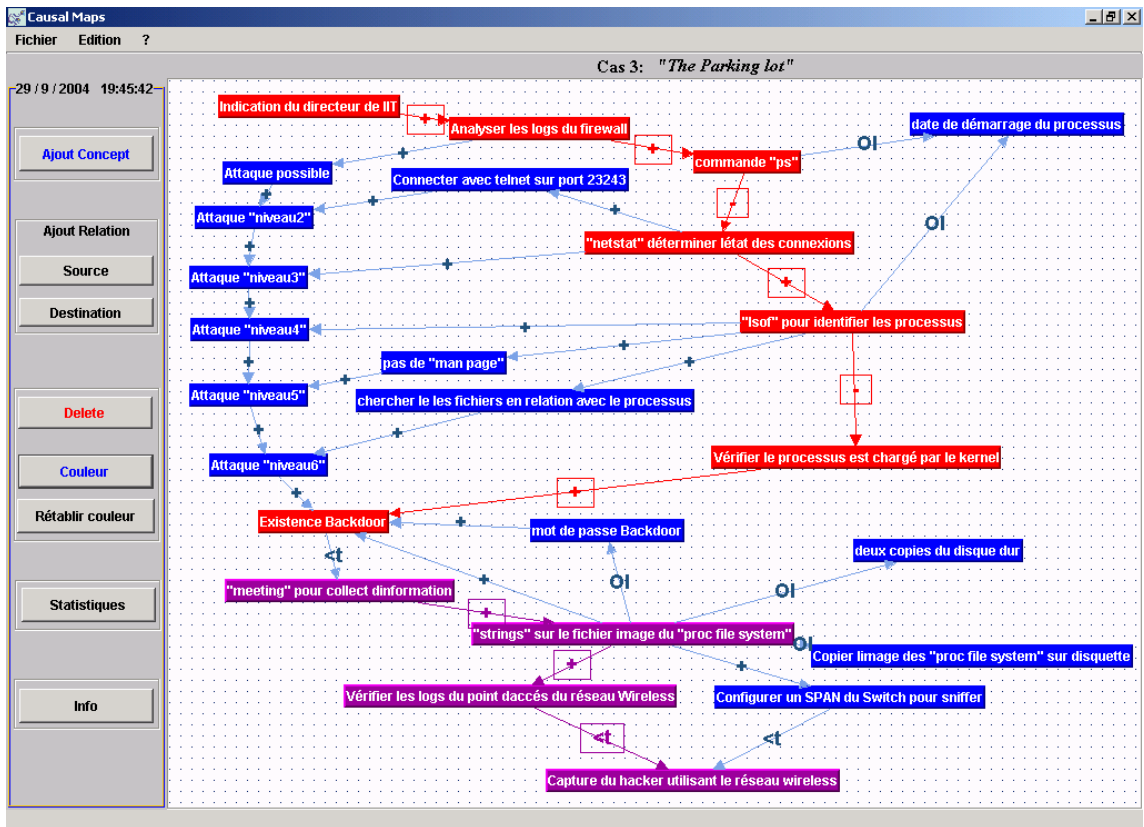 Causal Maps
Fichier Edition ?
Cas 3: "The Parking lot"
29 / 9 / 2004 19:45:42
Ajout Concept
Ajout Relation
Source
Destination
Delete
Couleur
Rétablir couleur
Statistiques
Info
Indication du directeur de IIT
+
Analyser les logs du firewall
date de démarrage du processus
+
+
OI
commande "ps"
Attaque possible
Connecter avec telnet sur port 23243
+
+
-
Attaque "niveau2"
+
OI
+
"netstat" déterminer létat des connexions
+
Attaque "niveau3"
+
+
Attaque "niveau4"
+
"lsof" pour identifier les processus
+
pas de "man page"
+
+
+
Attaque "niveau5"
chercher le les fichiers en relation avec le processus
-
+
+
Attaque "niveau6"
Vérifier le processus est chargé par le kernel
+
+
Existence Backdoor
+
mot de passe Backdoor
<t
deux copies du disque dur
"meeting" pour collect dinformation
+
OI
OI
+
"strings" sur le fichier image du "proc file system"
OI
Copier limage des "proc file system" sur disquette
+
+
Vérifier les logs du point daccés du réseau Wireless
Configurer un SPAN du Switch pour sniffer
<t
<t
Capture du hacker utilisant le réseau wireless